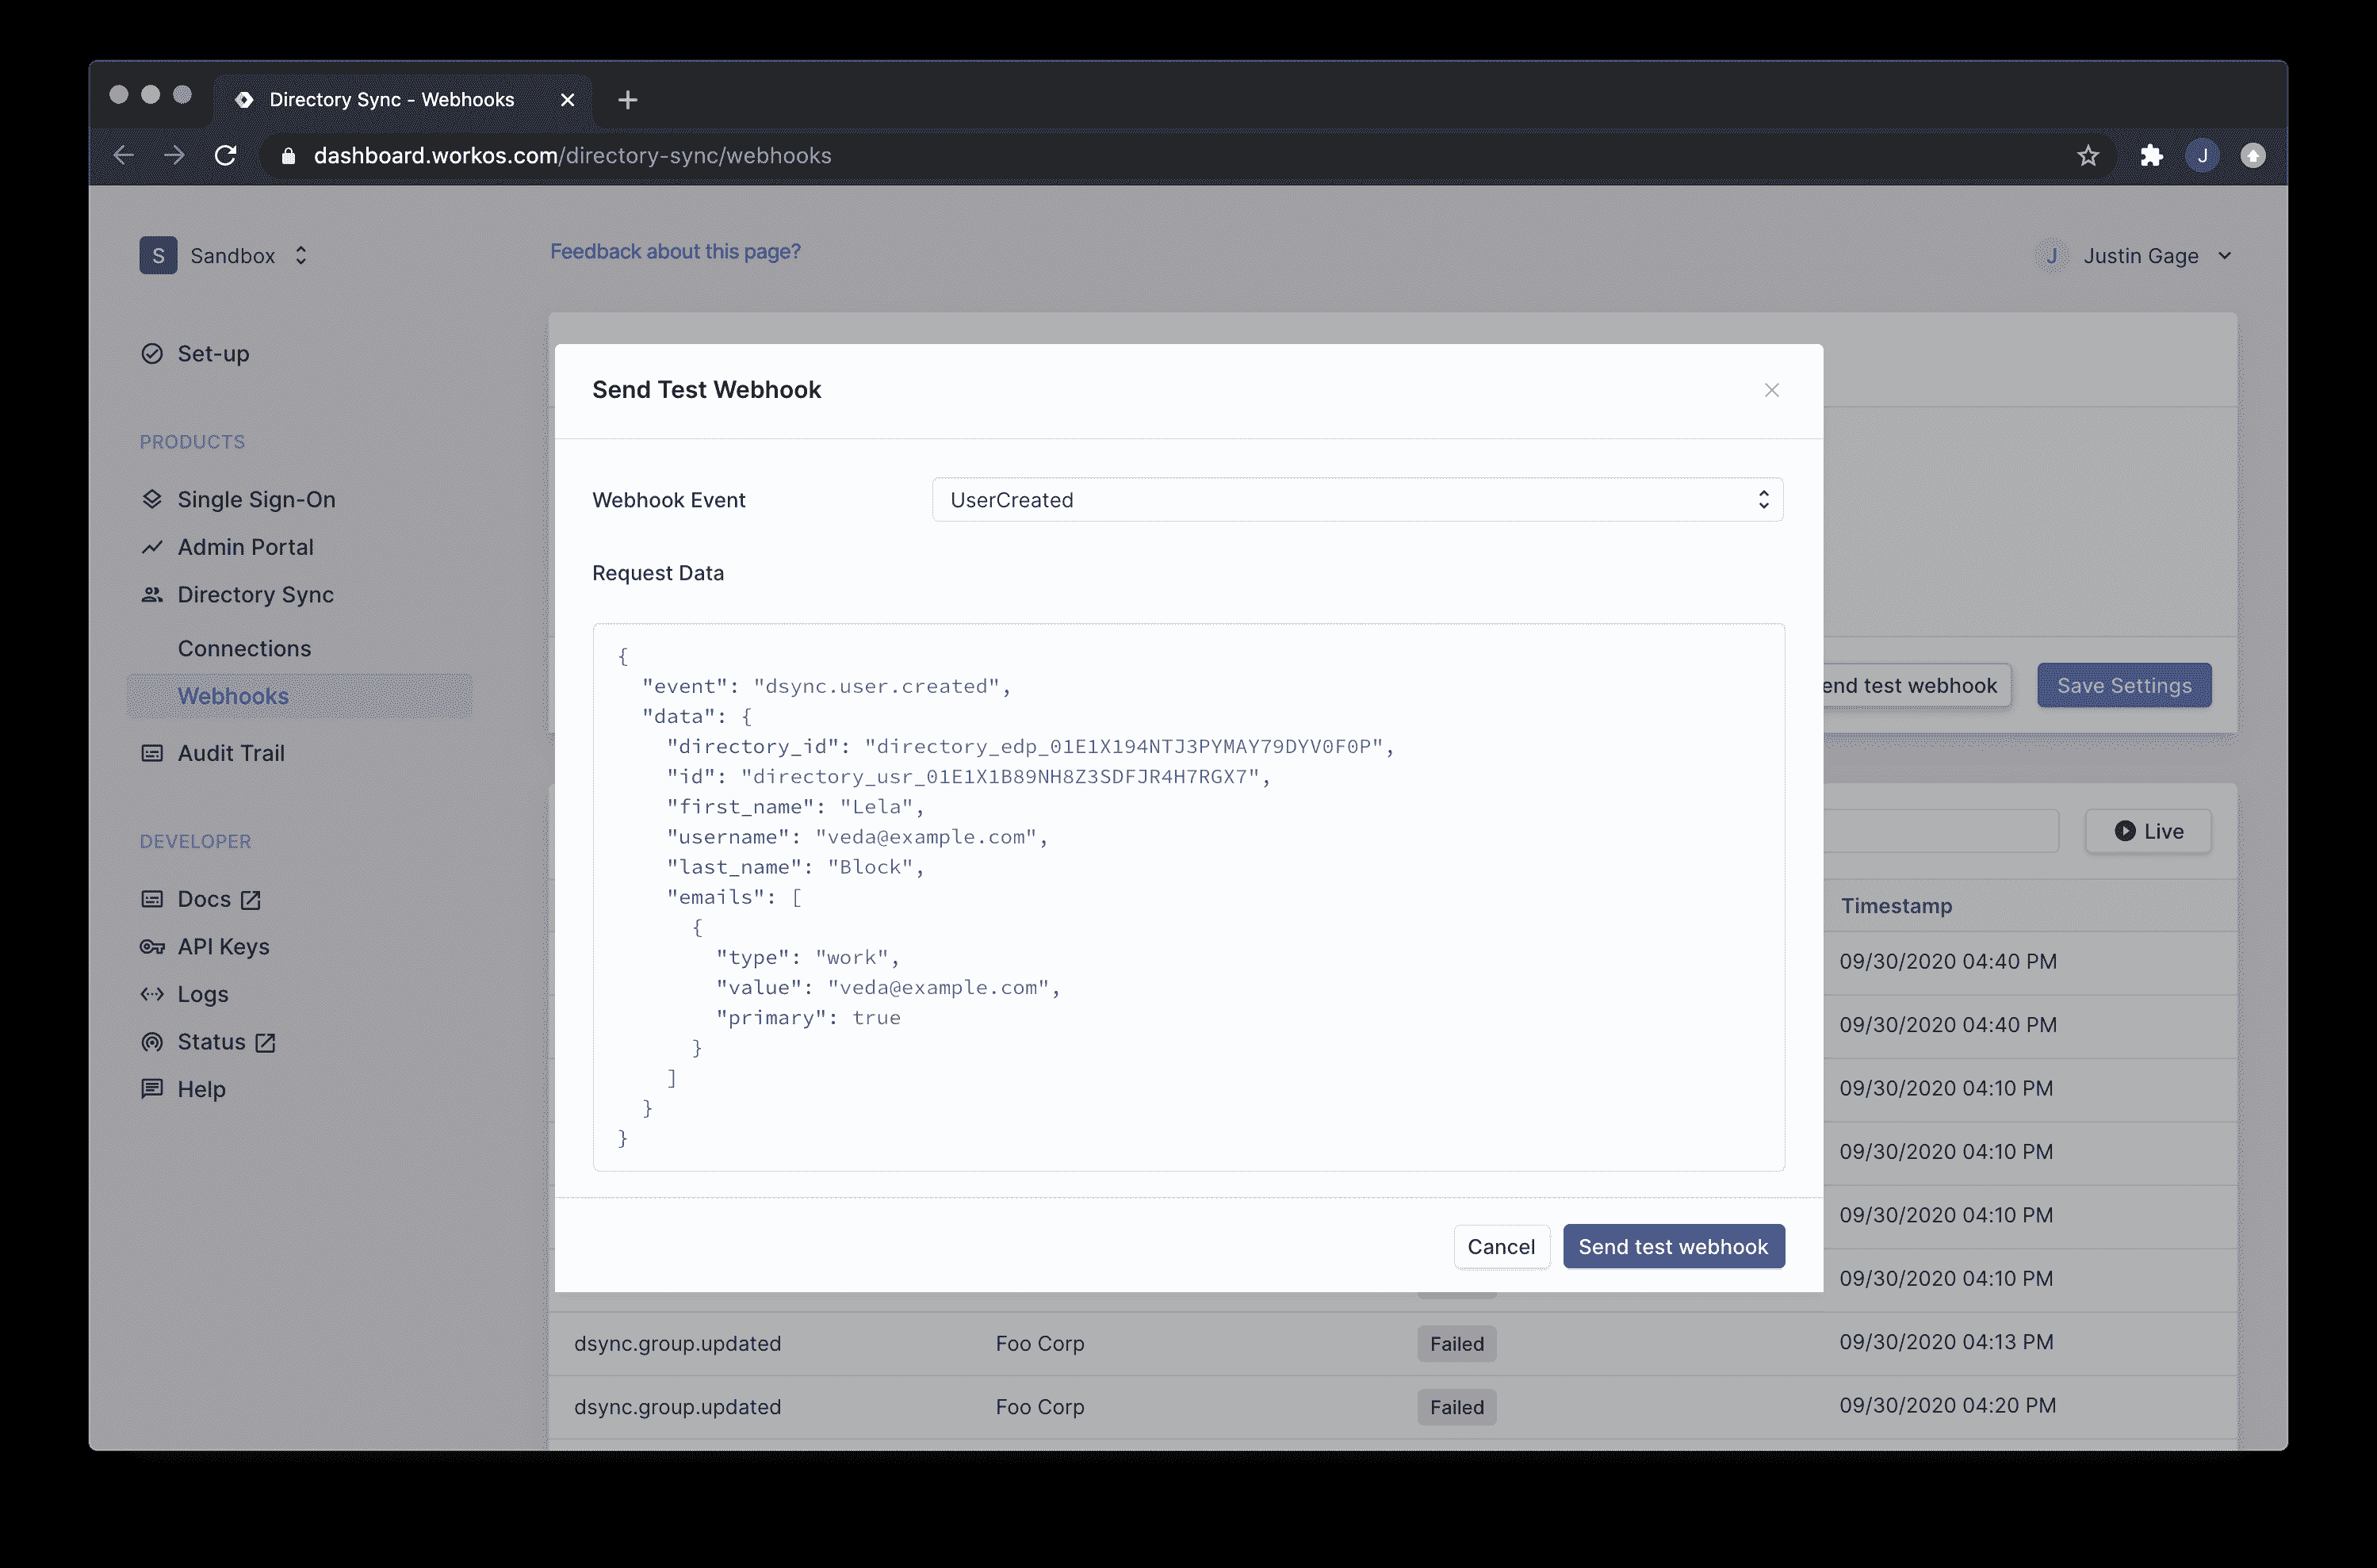 Directory Sync - Webhooks
dashboard.workos.com/directory-sync/webhooks
J
S Sandbox
Feedback about this page?
J Justin Gage
Set-up
PRODUCTS
Single Sign-On
Admin Portal
Directory Sync
Connections
Webhooks
Audit Trail
DEVELOPER
Docs
API Keys
Logs
Status
Help
Send Test Webhook
Webhook Event UserCreated
Request Data
{
"event": "dsync.user.created",
"data": {
"directory_id": "directory_edp_01E1X194NTJ3PYMAY79DYV0F0P",
"id": "directory_usr_01E1X1B89NH8Z3SDFJR4H7RGX7",
"first_name": "Lela",
"username": "veda@example.com",
"last_name": "Block",
"emails": [
{
"type": "work",
"value": "veda@example.com",
"primary": true
}
]
}
}
Cancel Send test webhook
end test webhook Save Settings
Live
Timestamp
09/30/2020 04:40 PM
09/30/2020 04:40 PM
09/30/2020 04:10 PM
09/30/2020 04:10 PM
09/30/2020 04:10 PM
09/30/2020 04:10 PM
dsync.group.updated Foo Corp Failed 09/30/2020 04:13 PM
dsync.group.updated Foo Corp Failed 09/30/2020 04:20 PM